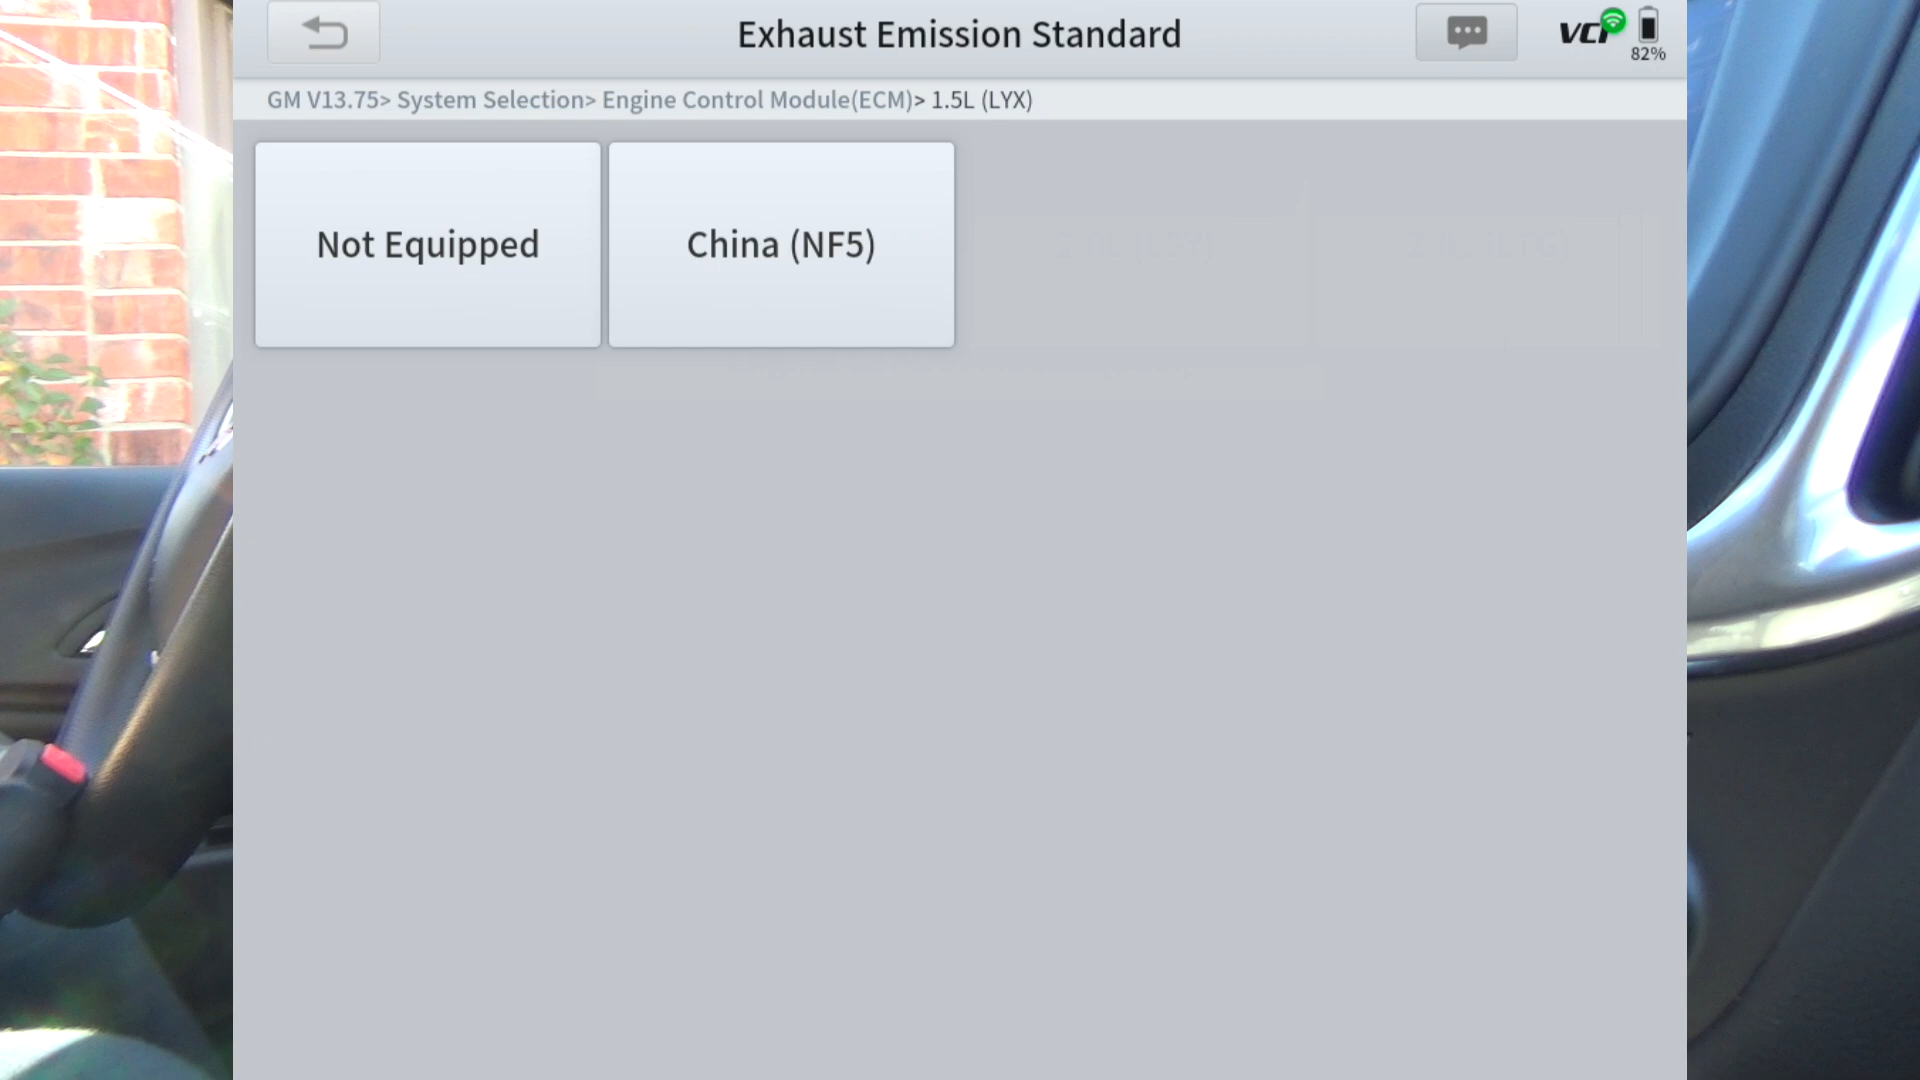 Exhaust Emission Standard
VCI
82%
GM V13.75> System Selection> Engine Control Module(ECM)> 1.5L (LYX)
Not Equipped
China (NF5)